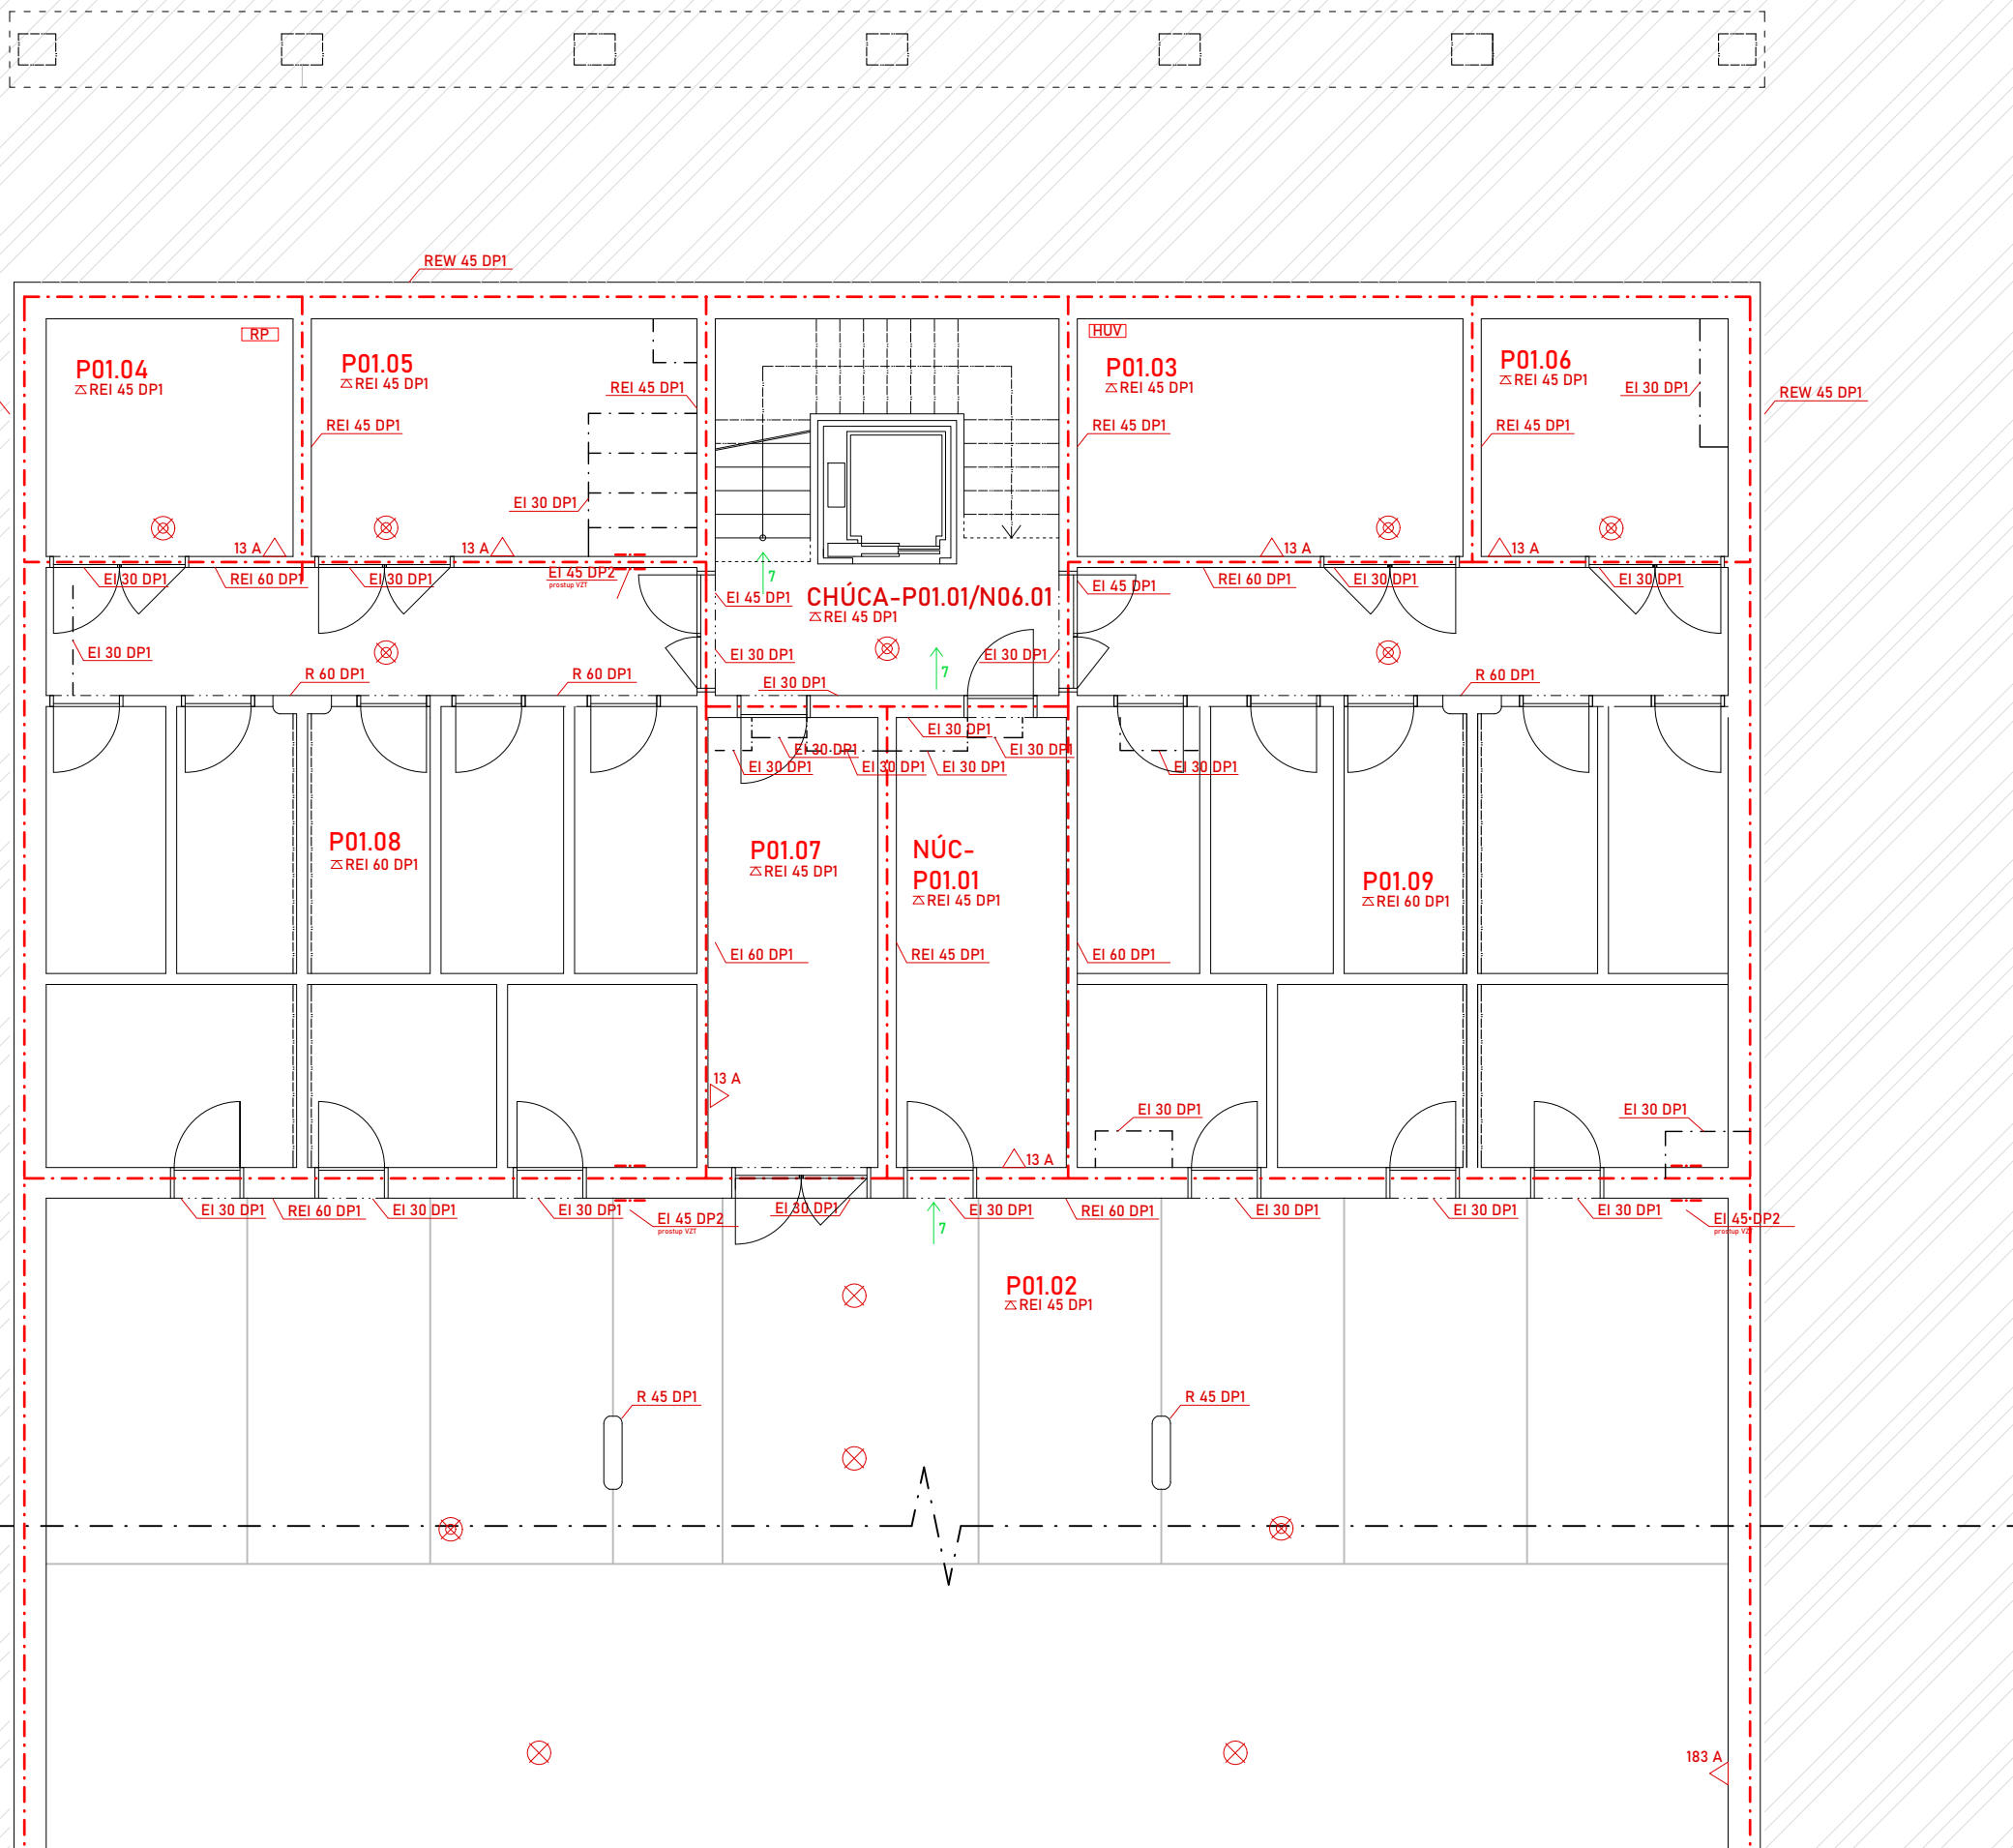 REW 45 DP1
RP
HUV
P01.04
REI 45 DP1
P01.05
REI 45 DP1
REI 45 DP1
P01.03
REI 45 DP1
P01.06
REI 45 DP1
EI 30 DP1
REW 45 DP1
REI 45 DP1
REI 45 DP1
REI 45 DP1
EI 30 DP1
13 A
13 A
13 A
13 A
EI 30 DP1
REI 60 DP1
EI 30 DP1
EI 45 DP2
prostup VZT
7
EI 45 DP1
CHÚCA-P01.01/N06.01
REI 45 DP1
EI 45 DP1
REI 60 DP1
EI 30 DP1
EI 30 DP1
EI 30 DP1
EI 30 DP1
EI 30 DP1
7
R 60 DP1
R 60 DP1
EI 30 DP1
R 60 DP1
EI 30 DP1
EI 30 DP1
EI 30 DP1
EI 30 DP1
EI 30 DP1
EI 30 DP1
EI 30 DP1
P01.08
REI 60 DP1
P01.07
REI 45 DP1
NÚC-
P01.01
REI 45 DP1
P01.09
REI 60 DP1
EI 60 DP1
REI 45 DP1
EI 60 DP1
13 A
EI 30 DP1
EI 30 DP1
13 A
EI 30 DP1
REI 60 DP1
EI 30 DP1
EI 30 DP1
EI 45 DP2
prostup VZT
EI 30 DP1
7
EI 30 DP1
REI 60 DP1
EI 30 DP1
EI 30 DP1
EI 30 DP1
EI 45 DP2
prostup VZT
P01.02
REI 45 DP1
R 45 DP1
R 45 DP1
183 A